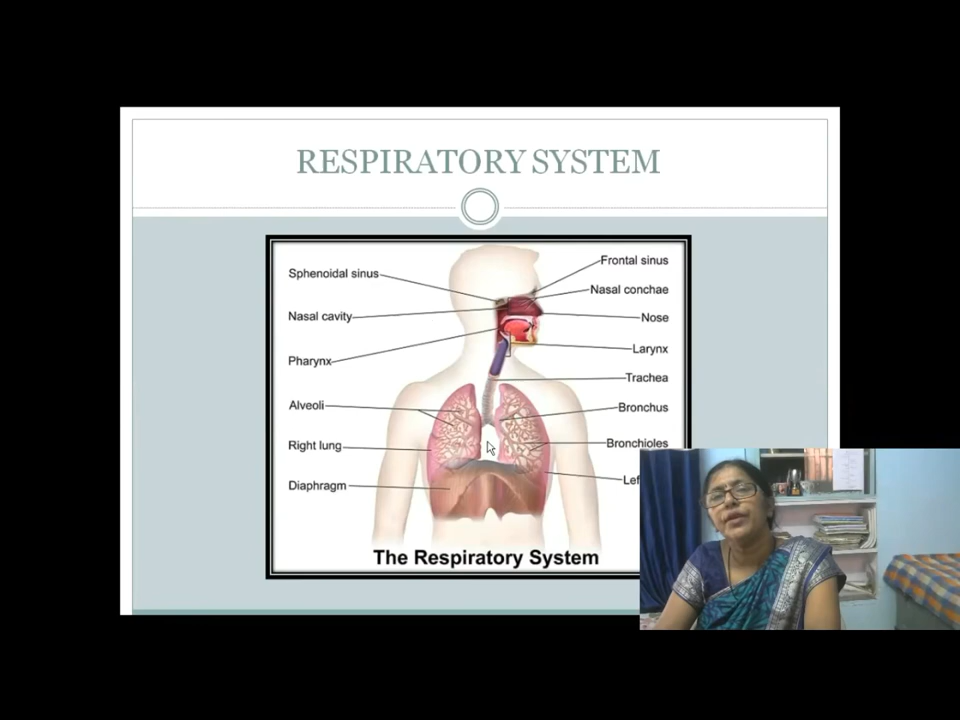 RESPIRATORY SYSTEM
Sphenoidal sinus
Nasal cavity
Pharynx
Alveoli
Right lung
Diaphragm
Frontal sinus
Nasal conchae
Nose
Larynx
Trachea
Bronchus
Bronchioles
The Respiratory System